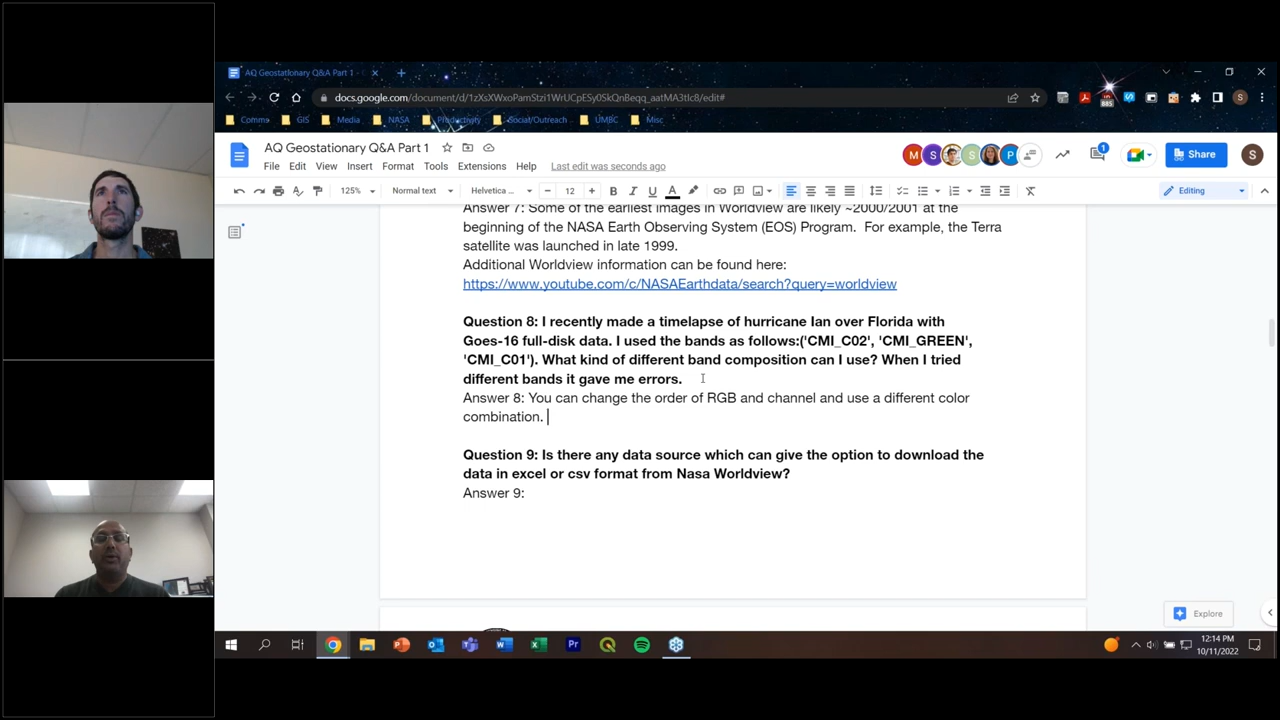 AQ Geostationary Q&A Part 1 -
docs.google.com/document/d/1zXsXWxoPamStzi1WrUCpESy0SkQnBeqq_aatMA3tIc8/edit#
885
S
Comms
GIS
Media
NASA
Productivity
Social/Outreach
UMBC
Misc
AQ Geostationary Q&A Part 1
File Edit View Insert Format Tools Extensions Help Last edit was seconds ago
M S S P
1
Share
S
125% Normal text Helvetica ... 12 B I U A Editing
Answer 7: Some of the earliest images in Worldview are likely ~2000/2001 at the
beginning of the NASA Earth Observing System (EOS) Program. For example, the Terra
satellite was launched in late 1999.
Additional Worldview information can be found here:
https://www.youtube.com/c/NASAEarthdata/search?query=worldview
Question 8: I recently made a timelapse of hurricane Ian over Florida with
Goes-16 full-disk data. I used the bands as follows:('CMI_C02', 'CMI_GREEN',
'CMI_C01'). What kind of different band composition can I use? When I tried
different bands it gave me errors.
Answer 8: You can change the order of RGB and channel and use a different color
combination.
Question 9: Is there any data source which can give the option to download the
data in excel or csv format from Nasa Worldview?
Answer 9:
Explore
12:14 PM
10/11/2022